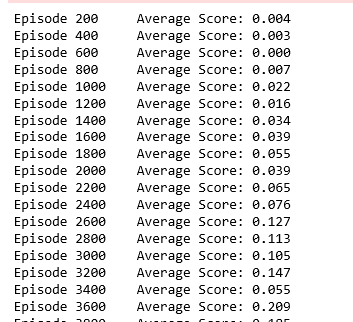 Episode 200 Average Score: 0.004
Episode 400 Average Score: 0.003
Episode 600 Average Score: 0.000
Episode 800 Average Score: 0.007
Episode 1000 Average Score: 0.022
Episode 1200 Average Score: 0.016
Episode 1400 Average Score: 0.034
Episode 1600 Average Score: 0.039
Episode 1800 Average Score: 0.055
Episode 2000 Average Score: 0.039
Episode 2200 Average Score: 0.065
Episode 2400 Average Score: 0.076
Episode 2600 Average Score: 0.127
Episode 2800 Average Score: 0.113
Episode 3000 Average Score: 0.105
Episode 3200 Average Score: 0.147
Episode 3400 Average Score: 0.055
Episode 3600 Average Score: 0.209
Episode 3800 Average Score: